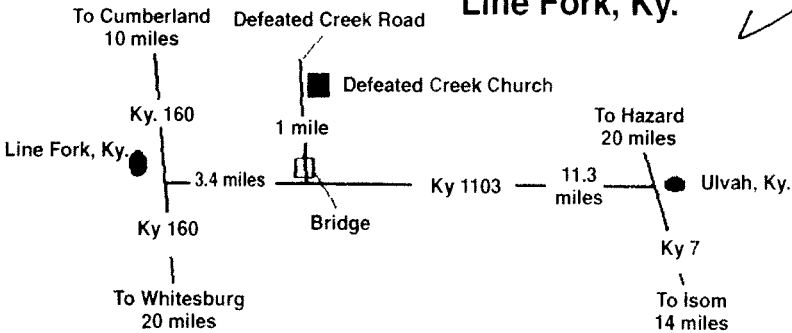 Line Fork, Ky.
To Cumberland
10 miles
Defeated Creek Road
Defeated Creek Church
Ky. 160
1 mile
To Hazard
20 miles
Line Fork, Ky.
3.4 miles
Ky 1103
11.3
miles
Ulvah, Ky.
Ky 160
Bridge
Ky 7
To Whitesburg
20 miles
To Isom
14 miles